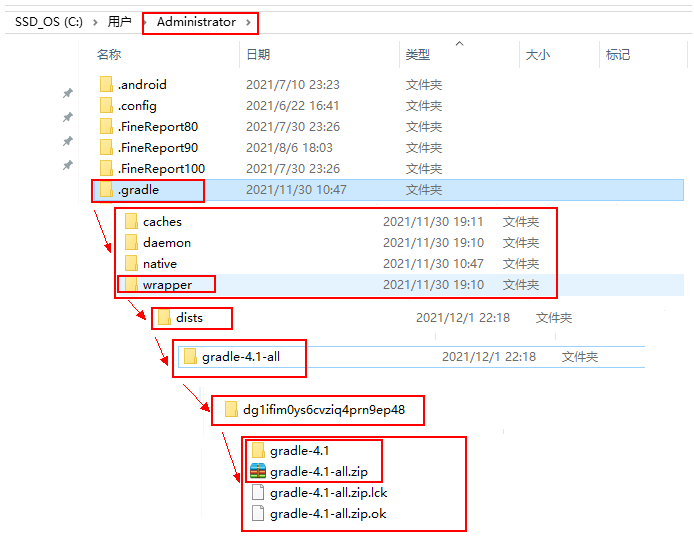 SSD_OS (C:) 用户 Administrator
名称 日期 类型 大小 标记
.android 2021/7/10 23:23 文件夹
.config 2021/6/22 16:41 文件夹
.FineReport80 2021/7/30 23:26 文件夹
.FineReport90 2021/8/6 18:03 文件夹
.FineReport100 2021/7/30 23:26 文件夹
.gradle 2021/11/30 10:47 文件夹
caches 2021/11/30 19:11 文件夹
daemon 2021/11/30 19:10 文件夹
native 2021/11/30 10:47 文件夹
wrapper 2021/11/30 19:10 文件夹
dists 2021/12/1 22:18 文件夹
gradle-4.1-all 2021/12/1 22:18 文件夹
dg1ifim0ys6cvziq4prn9ep48
gradle-4.1
gradle-4.1-all.zip
gradle-4.1-all.zip.lck
gradle-4.1-all.zip.ok